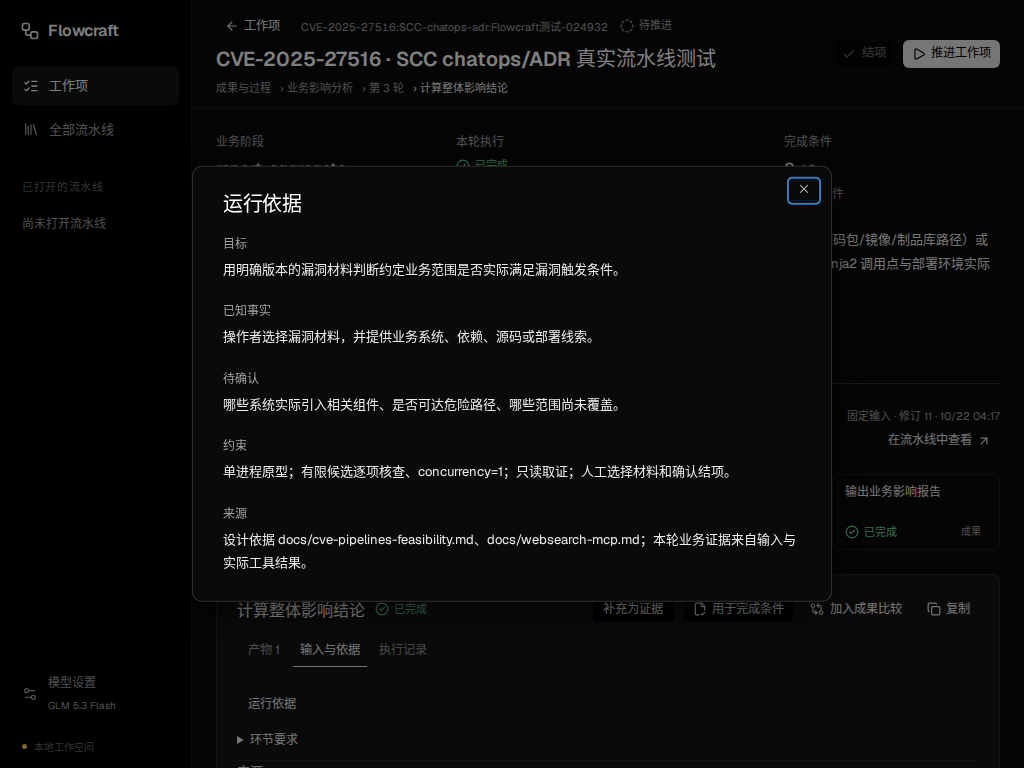 Flowcraft
工作项
全部流水线
已打开的流水线
尚未打开流水线
模型设置
GLM 5.3 Flash
本地工作空间
工作项 CVE-2025-27516:SCC-chatops-adr:Flowcraft测试-024932 待推进
CVE-2025-27516 · SCC chatops/ADR 真实流水线测试
结项 推进工作项
成果与过程 › 业务影响分析 › 第 3 轮 › 计算整体影响结论
业务阶段 本轮执行 完成条件
已完成
件
码包/镜像/制品库路径）或
nja2 调用点与部署环境实际
运行依据
目标
用明确版本的漏洞材料判断约定业务范围是否实际满足漏洞触发条件。
已知事实
操作者选择漏洞材料，并提供业务系统、依赖、源码或部署线索。
待确认
哪些系统实际引入相关组件、是否可达危险路径、哪些范围尚未覆盖。
约束
单进程原型；有限候选逐项核查、concurrency=1；只读取证；人工选择材料和确认结项。
来源
设计依据 docs/cve-pipelines-feasibility.md、docs/websearch-mcp.md；本轮业务证据来自输入与
实际工具结果。
固定输入 · 修订 11 · 10/22 04:17
在流水线中查看
输出业务影响报告
已完成 成果
计算整体影响结论 已完成 补充为证据 用于完成条件 加入成果比较 复制
产物 1 输入与依据 执行记录
运行依据
环节要求